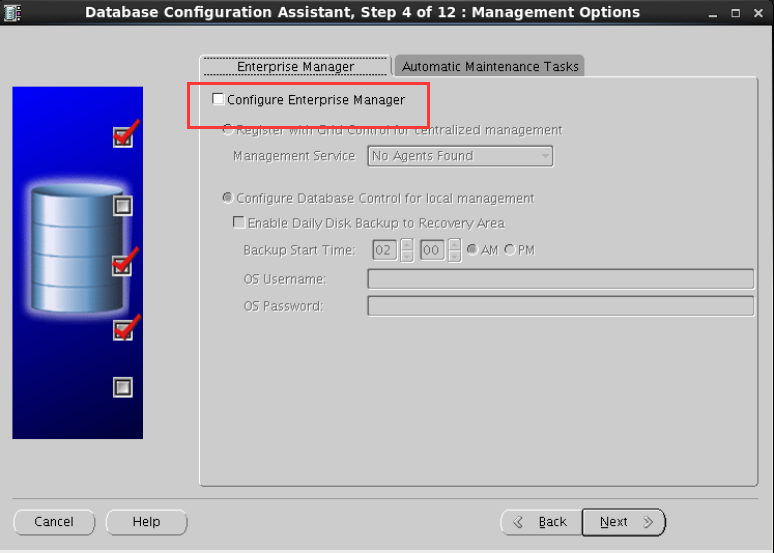 Database Configuration Assistant, Step 4 of 12 : Management Options
Enterprise Manager
Automatic Maintenance Tasks
Configure Enterprise Manager
Register with Grid Control for centralized management
Management Service No Agents Found
Configure Database Control for local management
Enable Daily Disk Backup to Recovery Area
Backup Start Time: 02 00 AM PM
OS Username:
OS Password:
Cancel Help Back Next